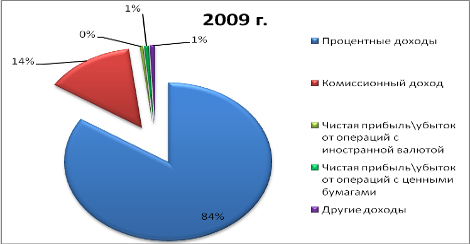 2009 г.
1%
0%
1%
14%
84%
Процентные доходы
Комиссионный доход
Чистая прибыль\убыток
от операций с
иностранной валютой
Чистая прибыль\убыток
от операций с ценными
бумагами
Другие доходы